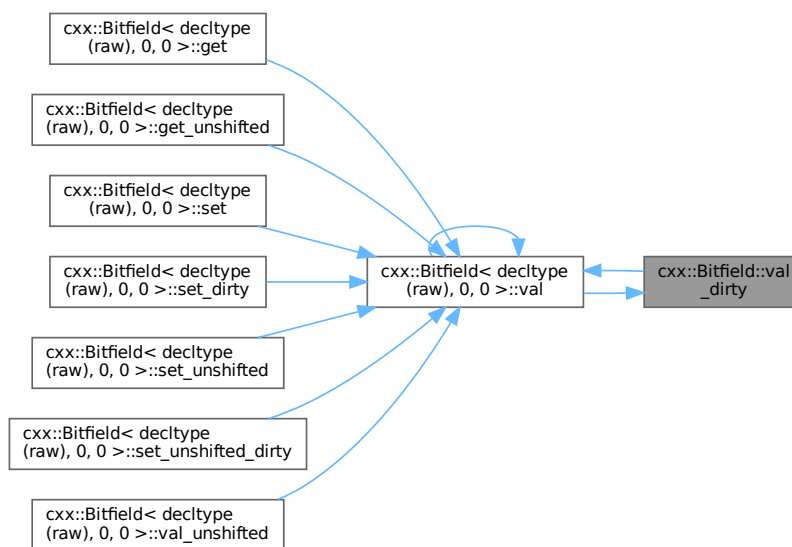 cxx::Bitfield< decltype
(raw), 0, 0 >::get
cxx::Bitfield< decltype
(raw), 0, 0 >::get_unshifted
cxx::Bitfield< decltype
(raw), 0, 0 >::set
cxx::Bitfield< decltype
(raw), 0, 0 >::set_dirty
cxx::Bitfield< decltype
(raw), 0, 0 >::set_unshifted
cxx::Bitfield< decltype
(raw), 0, 0 >::set_unshifted_dirty
cxx::Bitfield< decltype
(raw), 0, 0 >::val_unshifted
cxx::Bitfield< decltype
(raw), 0, 0 >::val
cxx::Bitfield::val
_dirty